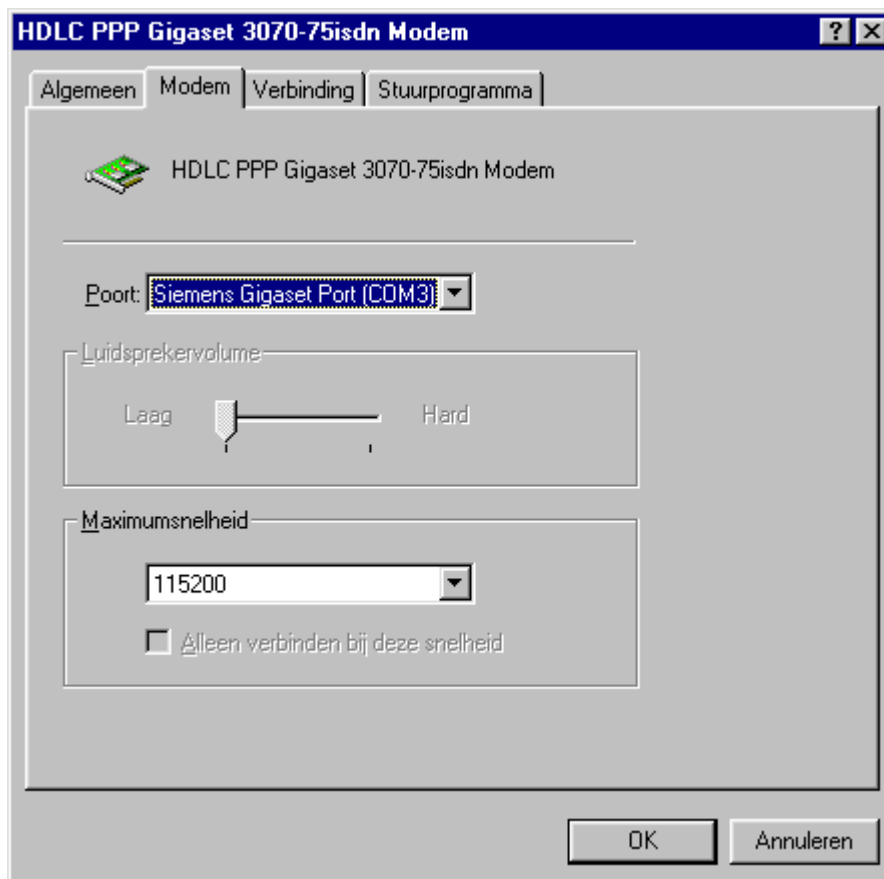 HDLC PPP Gigaset 3070-75isdn Modem
Algemeen Modem Verbinding Stuurprogramma
HDLC PPP Gigaset 3070-75isdn Modem
Poort: Siemens Gigaset Port (COM3)
Luidsprekervolume
Laag Hard
Maximumsnelheid
115200
Alleen verbinden bij deze snelheid
OK Annuleren